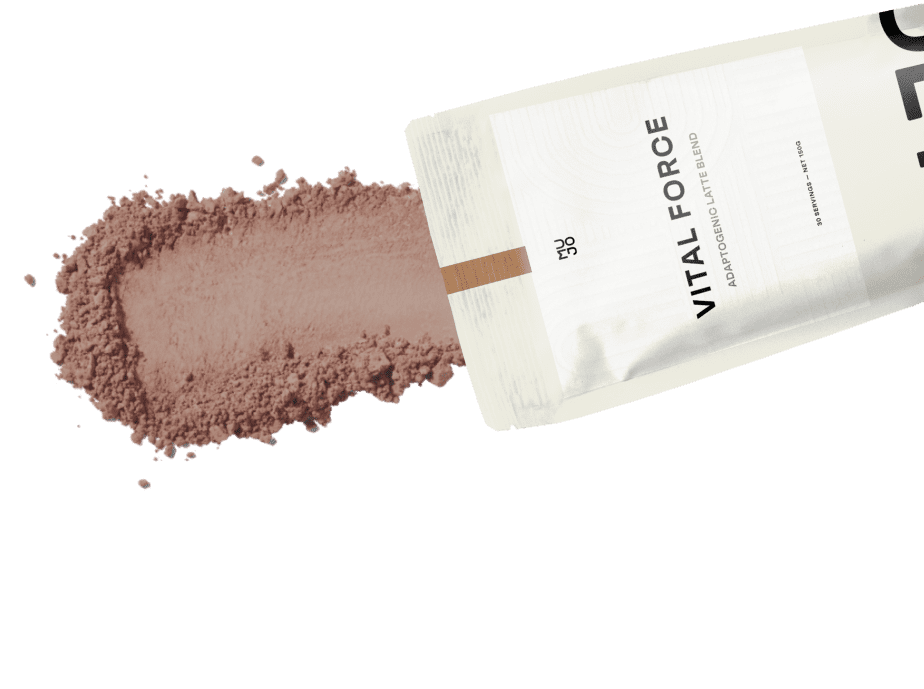 MU
JO
VITAL FORCE
ADAPTOGENIC LATTE BLEND
30 SERVINGS — NET 150G